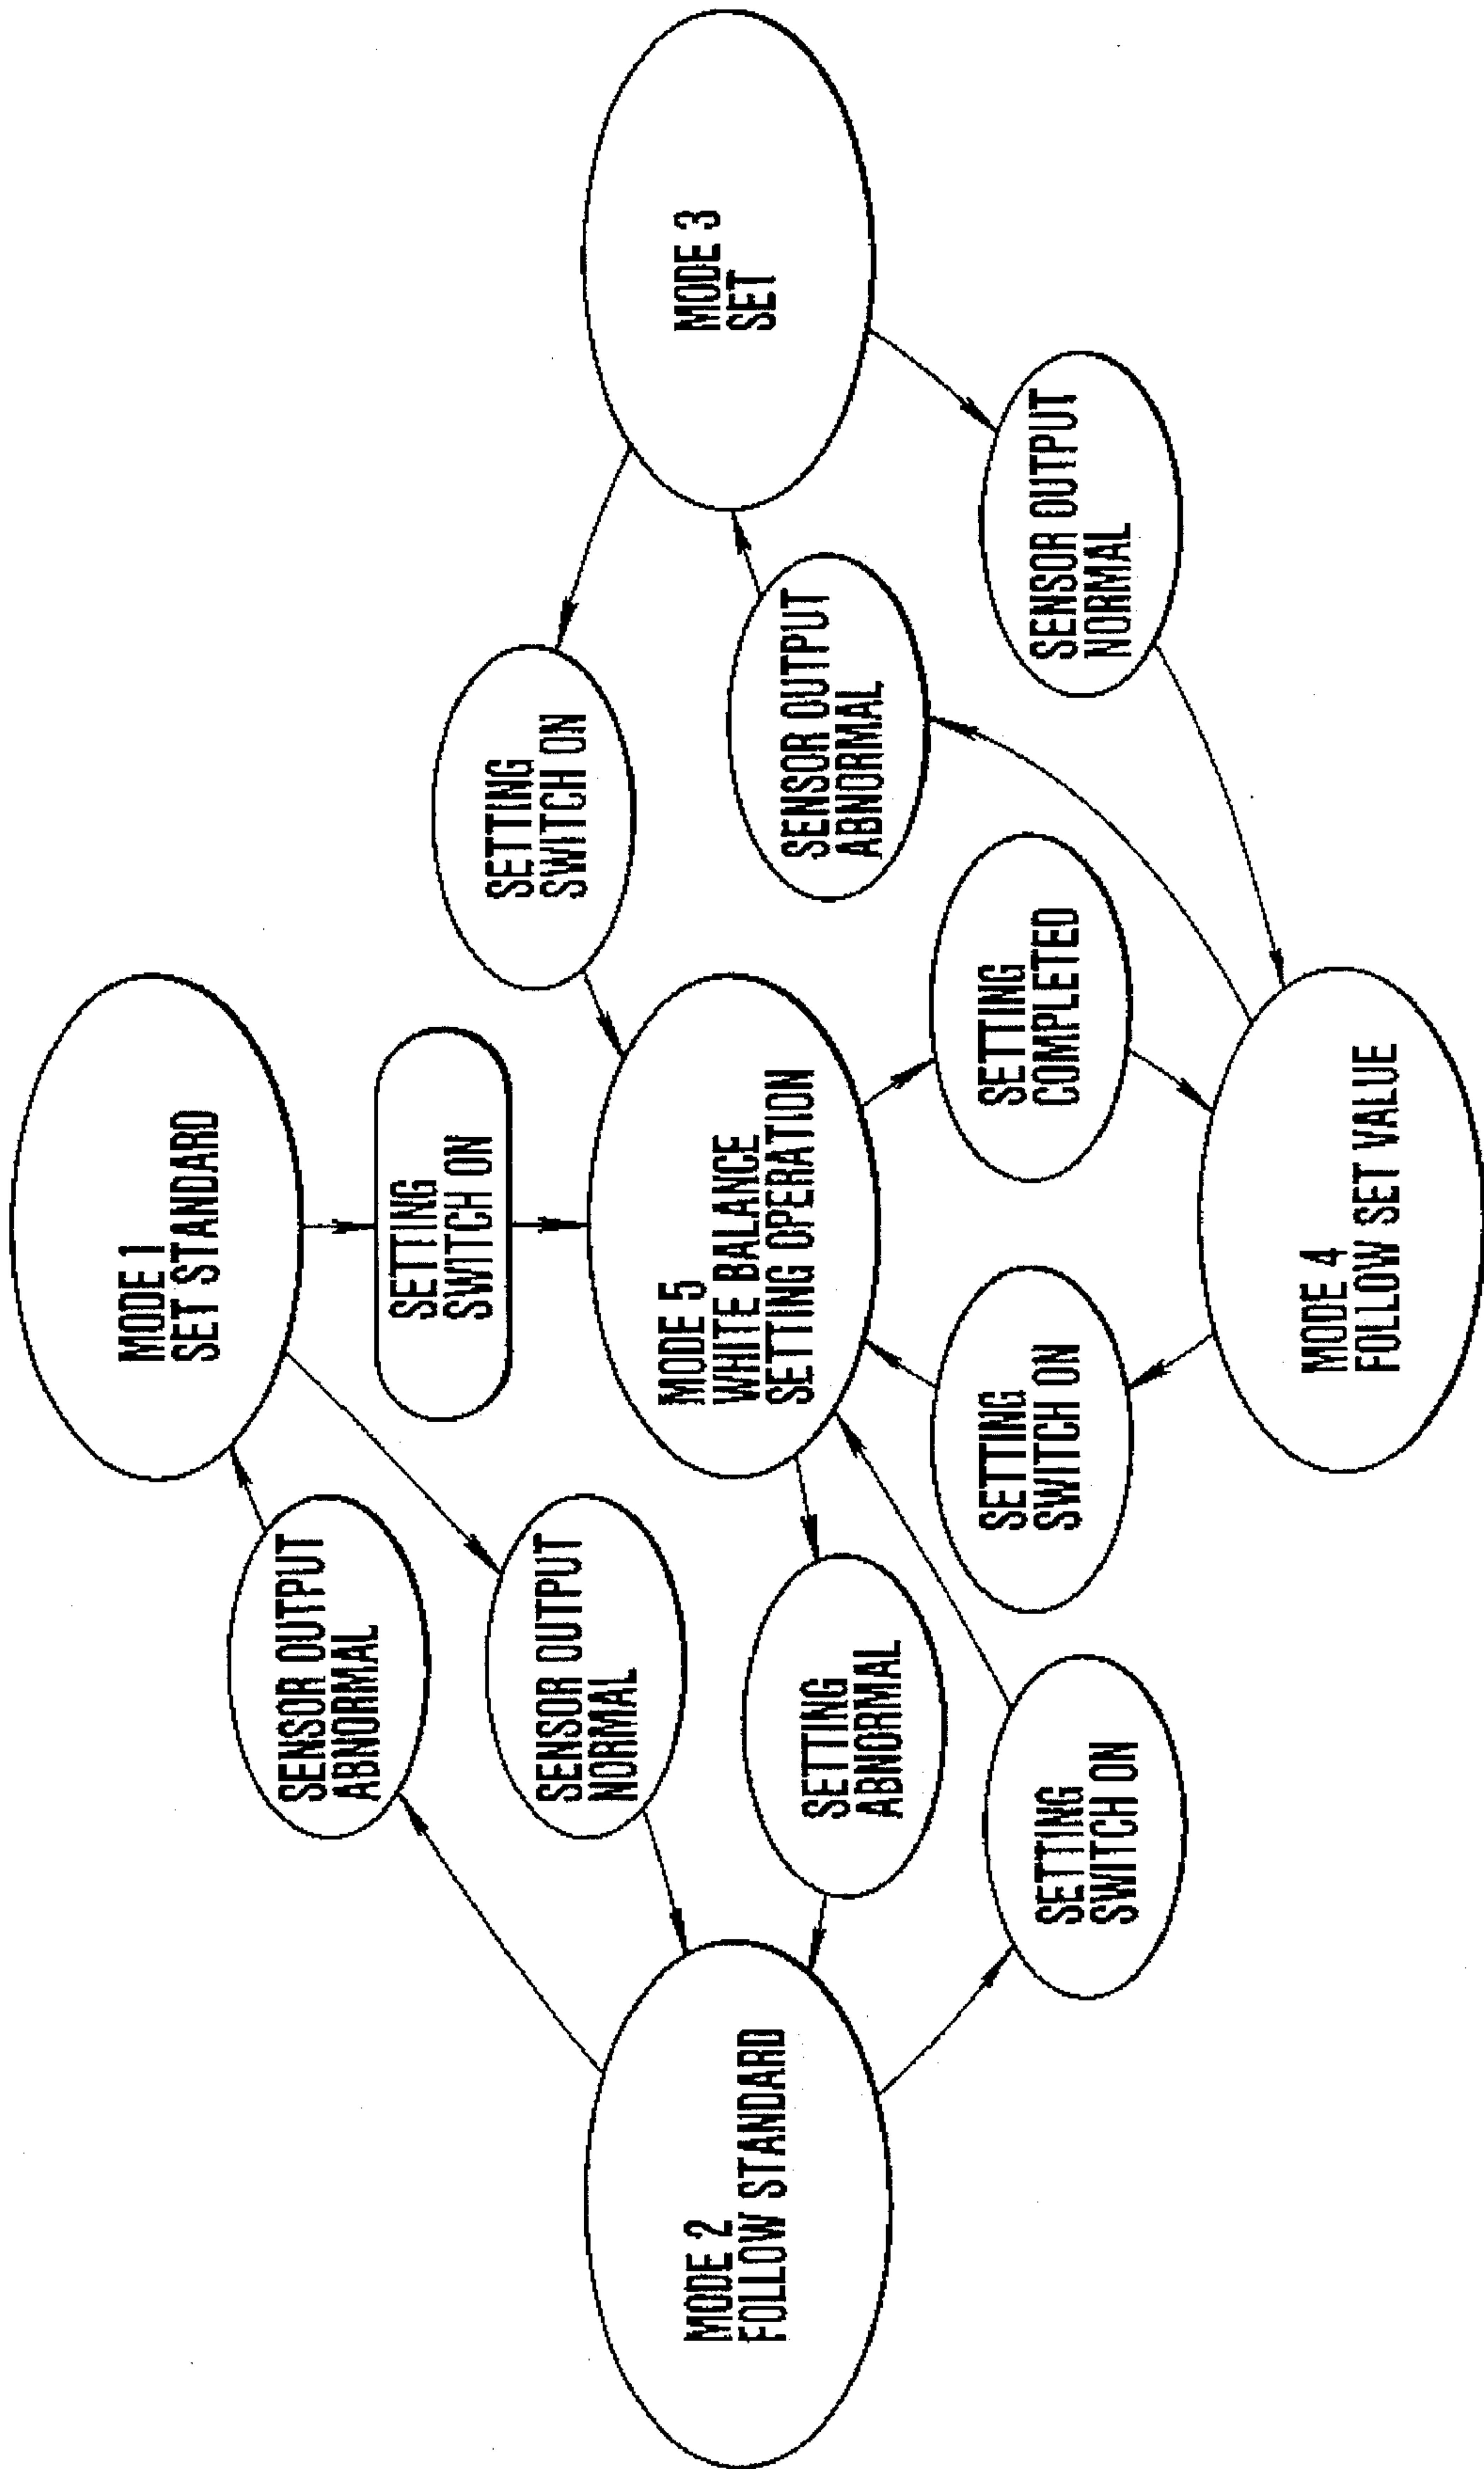 MODE 1
SET STANDARD
SENSOR OUTPUT
ABNORMAL
SETTING
SWITCH ON
SETTING
SWITCH ON
SENSOR OUTPUT
NORMAL
MODE 2
FOLLOW STANDARD
MODE 5
WHITE BALANCE
SETTING OPERATION
MODE 3
SET
SETTING
ABNORMAL
SENSOR OUTPUT
ABNORMAL
SETTING
SWITCH ON
SETTING
SWITCH ON
SETTING
COMPLETED
SENSOR OUTPUT
NORMAL
MODE 4
FOLLOW SET VALUE